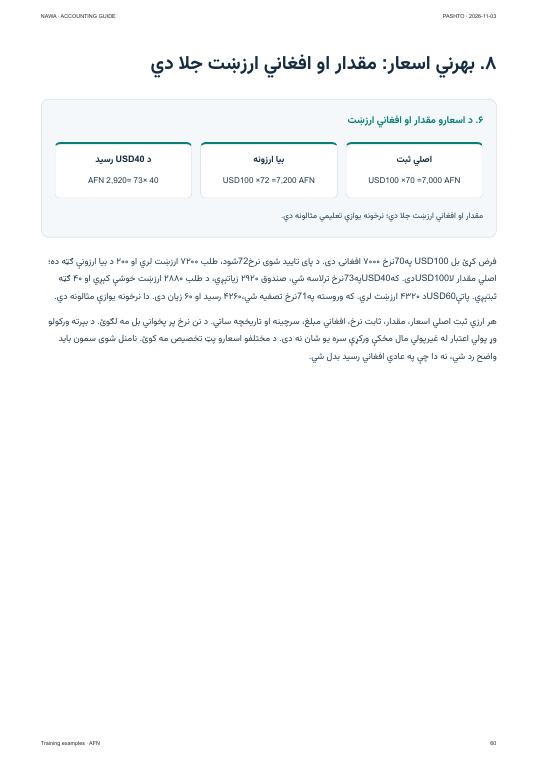 NAWA · ACCOUNTING GUIDE
PASHTO · 2026-11-03
۸. بهرني اسعار: مقدار او افغاني ارزښت جلا دي
۶. د اسعارو مقدار او افغاني ارزښت
اصلي ثبت
USD100 ×70 =7,000 AFN
بیا ارزونه
USD100 ×72 =7,200 AFN
د USD40 رسید
40 ×73 =2,920 AFN
مقدار او افغاني ارزښت جلا دي؛ نرخونه یوازې تعلیمي مثالونه دي.
فرض کړئ بل USD100 په70نرخ ۷۰۰۰ افغانۍ دی. د پای تایید شوی نرخ72شود، طلب ۷۲۰۰ ارزښت لري او ۲۰۰ د بیا ارزونې ګټه ده؛
اصلي مقدار لاUSD100دی. کهUSD40په73نرخ ترلاسه شي، صندوق ۲۹۲۰ زیاتېږي، د طلب ۲۸۸۰ ارزښت خوشې کېږي او ۴۰ ګټه
ثبتېږي. پاتېUSD60د ۴۳۲۰ ارزښت لري. که وروسته په71نرخ تصفیه شي،۴۲۶۰ رسید او ۶۰ زیان دی. دا نرخونه یوازې مثالونه دي.
هر ارزي ثبت اصلي اسعار، مقدار، ثابت نرخ، افغاني مبلغ، سرچینه او تاریخچه ساتي. د نن نرخ پر پخواني بل مه لګوئ. د بېرته ورکولو
وړ پولي اعتبار له غیرپولي مال مخکې ورکړې سره یو شان نه دی. د مختلفو اسعارو پټ تخصیص مه کوئ. نامنل شوی سمون باید
واضح رد شي، نه دا چې په عادي افغاني رسید بدل شي.
Training examples · AFN
60